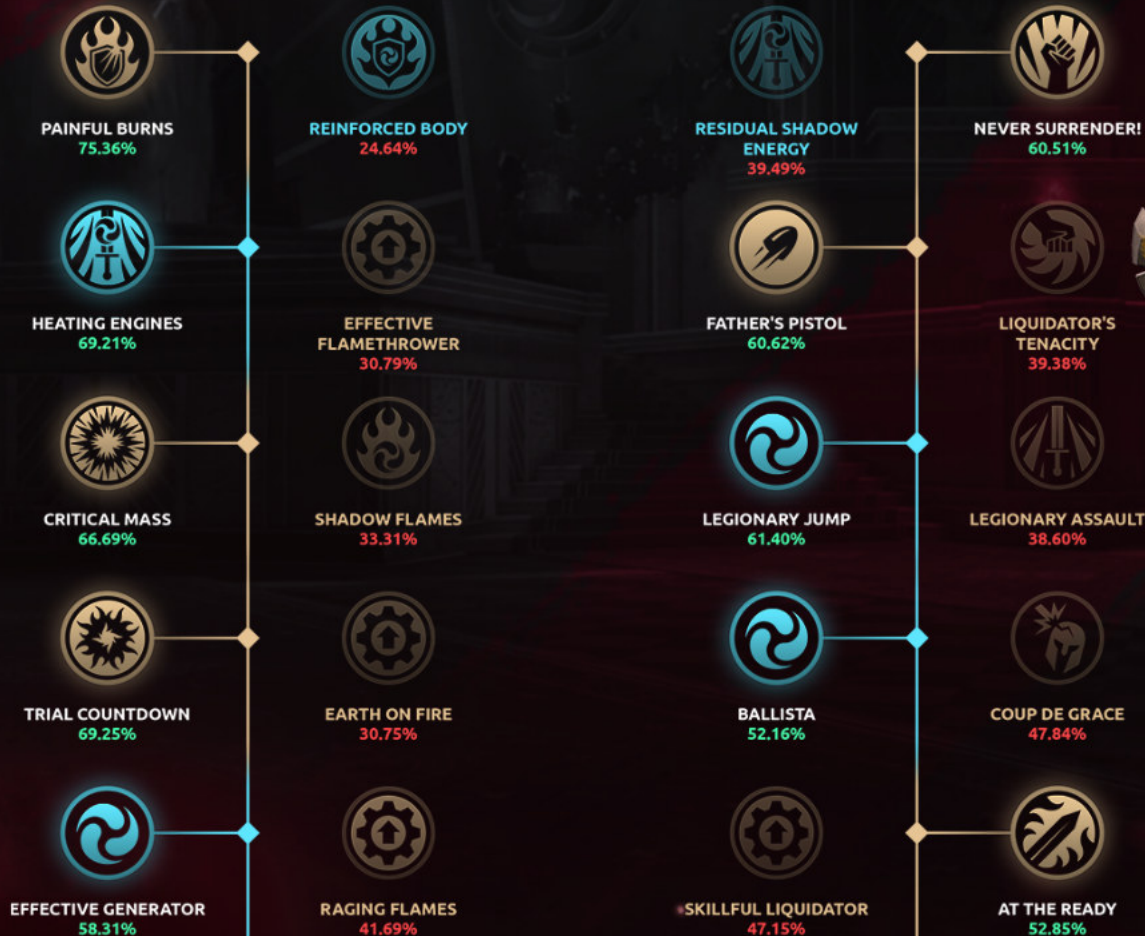 PAINFUL BURNS
75.36%
REINFORCED BODY
24.64%
RESIDUAL SHADOW
ENERGY
39.49%
NEVER SURRENDER!
60.51%
HEATING ENGINES
69.21%
EFFECTIVE
FLAMETHROWER
30.79%
FATHER'S PISTOL
60.62%
LIQUIDATOR'S
TENACITY
39.38%
CRITICAL MASS
66.69%
SHADOW FLAMES
33.31%
LEGIONARY JUMP
61.40%
LEGIONARY ASSAULT
38.60%
TRIAL COUNTDOWN
69.25%
EARTH ON FIRE
30.75%
BALLISTA
52.16%
COUP DE GRACE
47.84%
EFFECTIVE GENERATOR
58.31%
RAGING FLAMES
41.69%
SKILLFUL LIQUIDATOR
47.15%
AT THE READY
52.85%